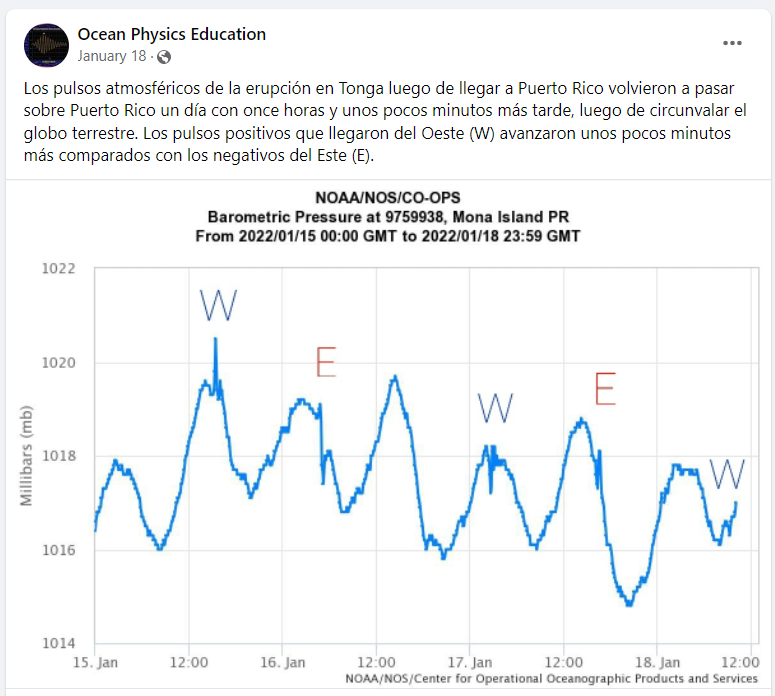 Ocean Physics Education
January 18 ·
Los pulsos atmosféricos de la erupción en Tonga luego de llegar a Puerto Rico volvieron a pasar
sobre Puerto Rico un día con once horas y unos pocos minutos más tarde, luego de circunvalar el
globo terrestre. Los pulsos positivos que llegaron del Oeste (W) avanzaron unos pocos minutos
más comparados con los negativos del Este (E).
NOAA/NOS/CO-OPS
Barometric Pressure at 9759938, Mona Island PR
From 2022/01/15 00:00 GMT to 2022/01/18 23:59 GMT
Millibars (mb)
1022
1020
1018
1016
1014
W
E
W
E
W
15. Jan 12:00 16. Jan 12:00 17. Jan 12:00 18. Jan 12:00
NOAA/NOS/Center for Operational Oceanographic Products and Services